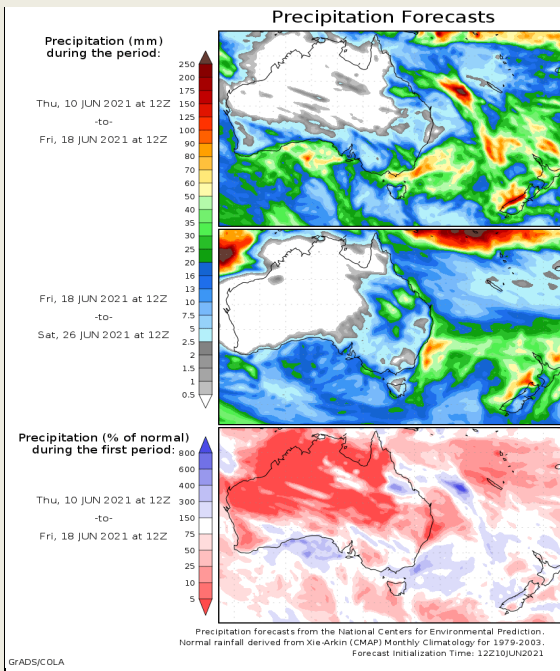 Precipitation Forecasts
Precipitation (mm)
during the period:
Thu, 10 JUN 2021 at 12Z
-to-
Fri, 18 JUN 2021 at 12Z
250
200
175
150
125
100
90
80
70
60
50
40
35
30
25
20
16
13
10
7.5
5
2.5
2
1.5
1
0.5
Fri, 18 JUN 2021 at 12Z
-to-
Sat, 26 JUN 2021 at 12Z
Precipitation (% of normal)
during the first period:
Thu, 10 JUN 2021 at 12Z
-to-
Fri, 18 JUN 2021 at 12Z
800
600
400
300
150
75
50
25
10
5
Precipitation forecasts from the National Centers for Environmental Prediction.
Normal rainfall derived from Xie-Arkin (CMAP) Monthly Climatology for 1979-2003.
Forecast Initialization Time: 12Z10JUN2021
GrADS/COLA